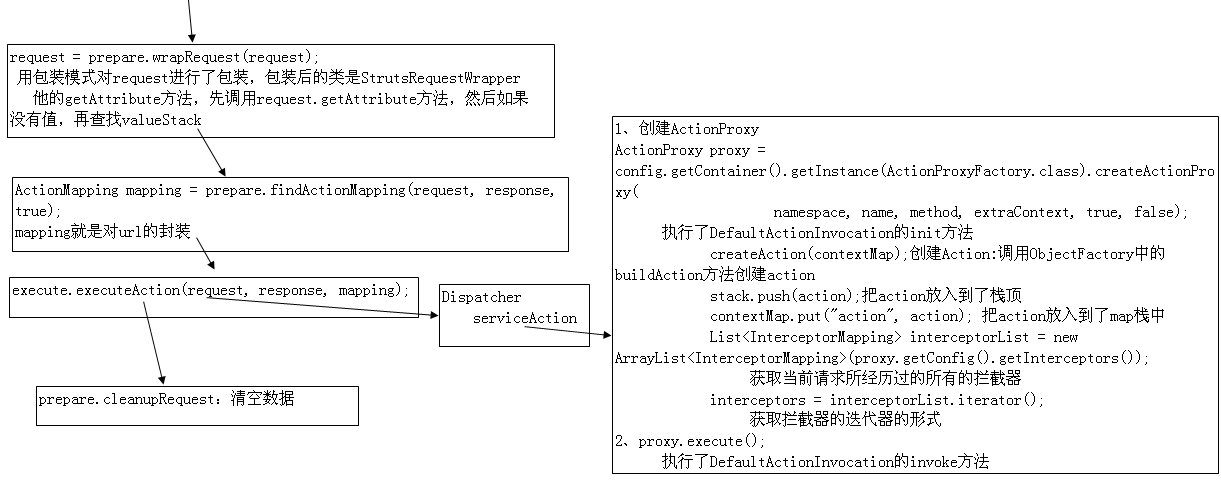 request = prepare.wrapRequest(request);
用包装模式对request进行了包装，包装后的类是StrutsRequestWrapper
他的getAttribute方法，先调用request.getAttribute方法，然后如果
没有值，再查找valueStack
ActionMapping mapping = prepare.findActionMapping(request, response,
true);
mapping就是对url的封装
execute.executeAction(request, response, mapping);
Dispatcher
serviceAction
prepare.cleanupRequest：清空数据
1、创建ActionProxy
ActionProxy proxy =
config.getContainer().getInstance(ActionProxyFactory.class).createActionPro
xy(
namespace, name, method, extraContext, true, false);
执行了DefaultActionInvocation的init方法
createAction(contextMap);创建Action:调用ObjectFactory中的
buildAction方法创建action
stack.push(action);把action放入到了栈顶
contextMap.put("action", action); 把action放入到了map栈中
List<InterceptorMapping> interceptorList = new
ArrayList<InterceptorMapping>(proxy.getConfig().getInterceptors());
获取当前请求所经历过的所有的拦截器
interceptors = interceptorList.iterator();
获取拦截器的迭代器的形式
2、proxy.execute();
执行了DefaultActionInvocation的invoke方法